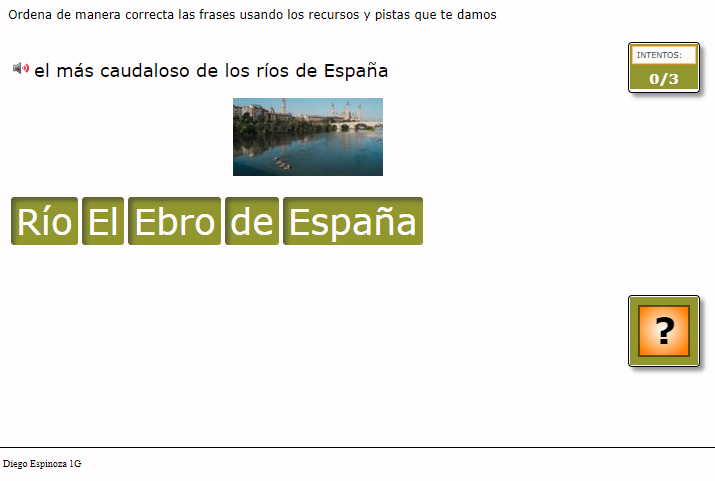 Ordena de manera correcta las frases usando los recursos y pistas que te damos
INTENTOS:
0/3
el más caudaloso de los ríos de España
Río El Ebro de España
?
Diego Espinoza 1G